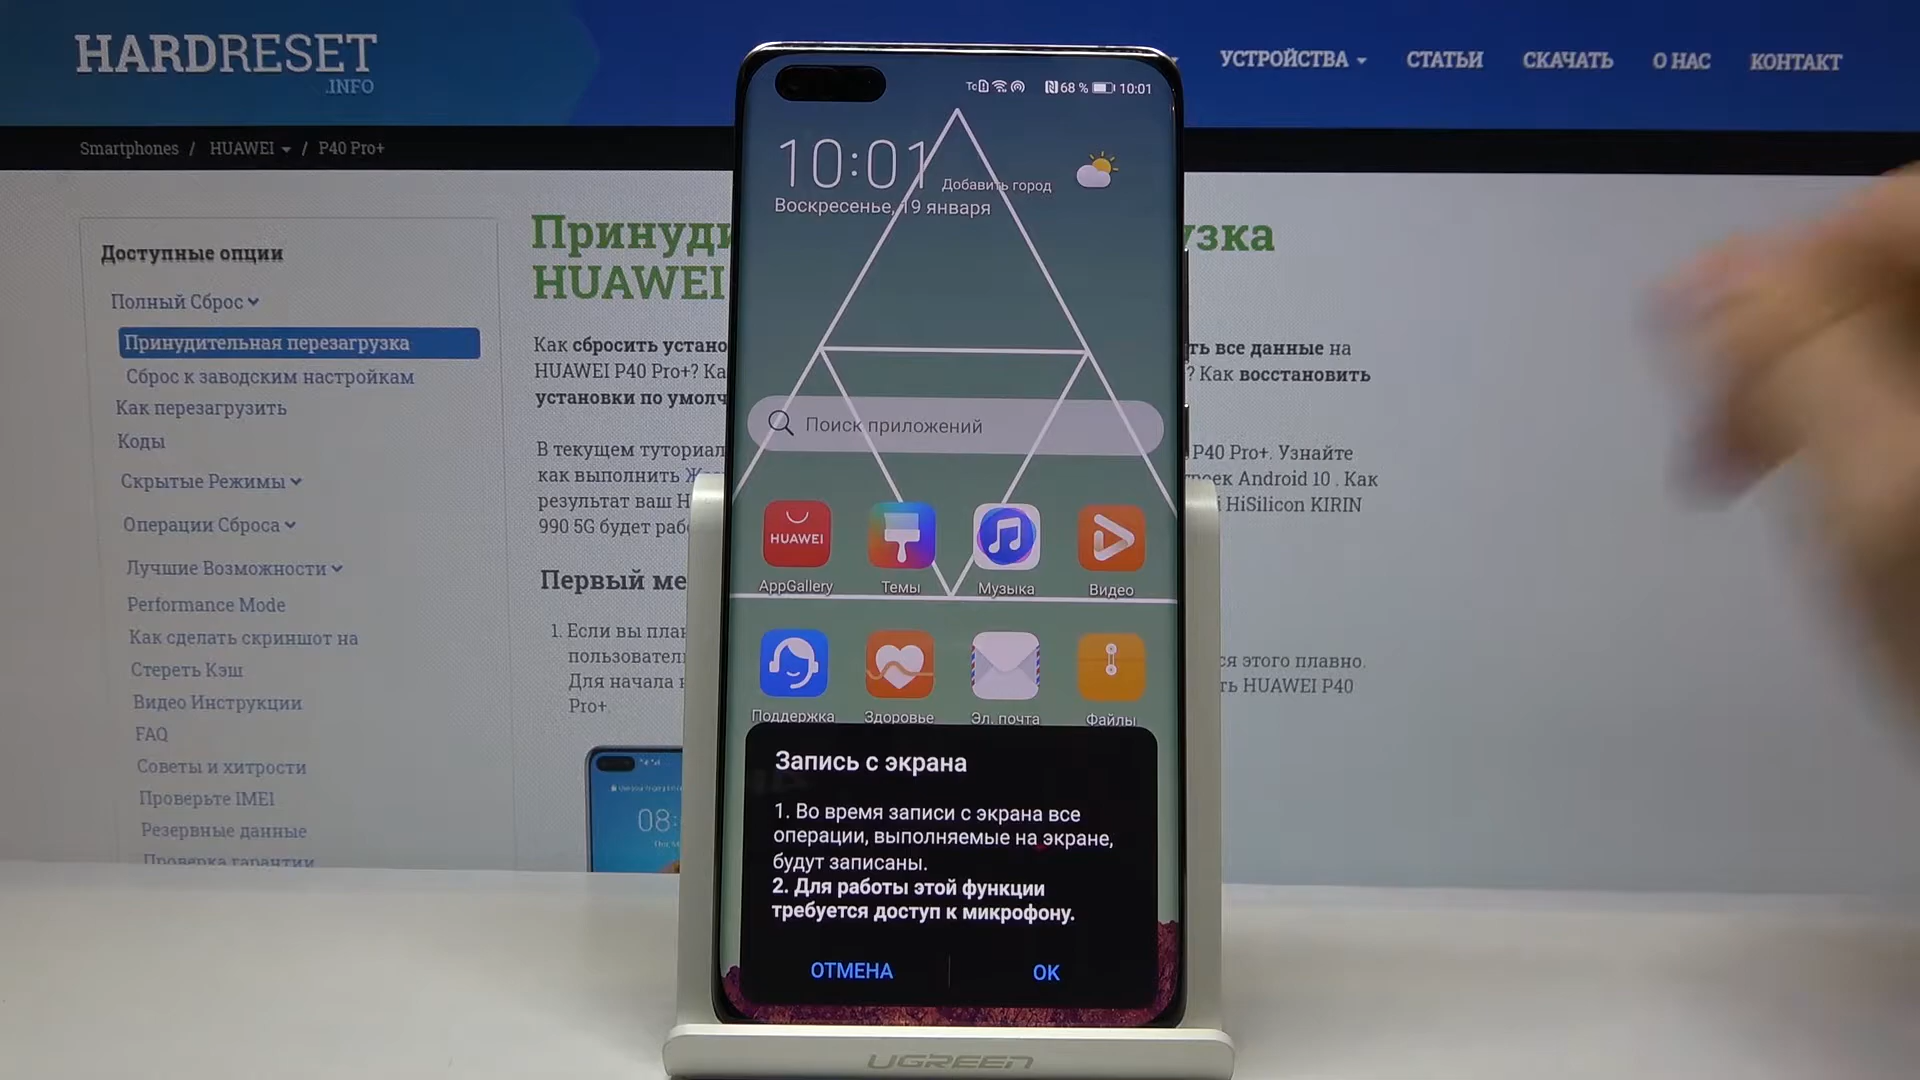 HARDRESET
.INFO
УСТРОЙСТВА
СТАТЬИ
СКАЧАТЬ
О НАС
КОНТАКТ
Smartphones / HUAWEI / P40 Pro+
Доступные опции
Полный Сброс
Принудительная перезагрузка
Сброс к заводским настройкам
Как перезагрузить
Коды
Скрытые Режимы
Операции Сброса
Лучшие Возможности
Performance Mode
Как сделать скриншот на
Стереть Кэш
Видео Инструкции
FAQ
Советы и хитрости
Проверьте IMEI
Резервные данные
Проверка гарантии
Принуди
узка
HUAWEI
Как сбросить устано
ть все данные на
HUAWEI P40 Pro+? Ка
? Как восстановить
установки по умолч
В текущем туториал
P40 Pro+. Узнайте
как выполнить
роек Android 10 . Как
результат ваш H
HiSilicon KIRIN
990 5G будет раб
Первый ме
1. Если вы план
ся этого плавно.
пользовател
Для начала н
ть HUAWEI P40
Pro+
08:
68 % 10:01
10:01
Добавить город
Воскресенье, 19 января
Поиск приложений
HUAWEI
AppGallery
Темы
Музыка
Видео
Поддержка
Здоровье
Эл. почта
Файлы
Запись с экрана
1. Во время записи с экрана все
операции, выполняемые на экране,
будут записаны.
2. Для работы этой функции
требуется доступ к микрофону.
ОТМЕНА
OK
UGREEN